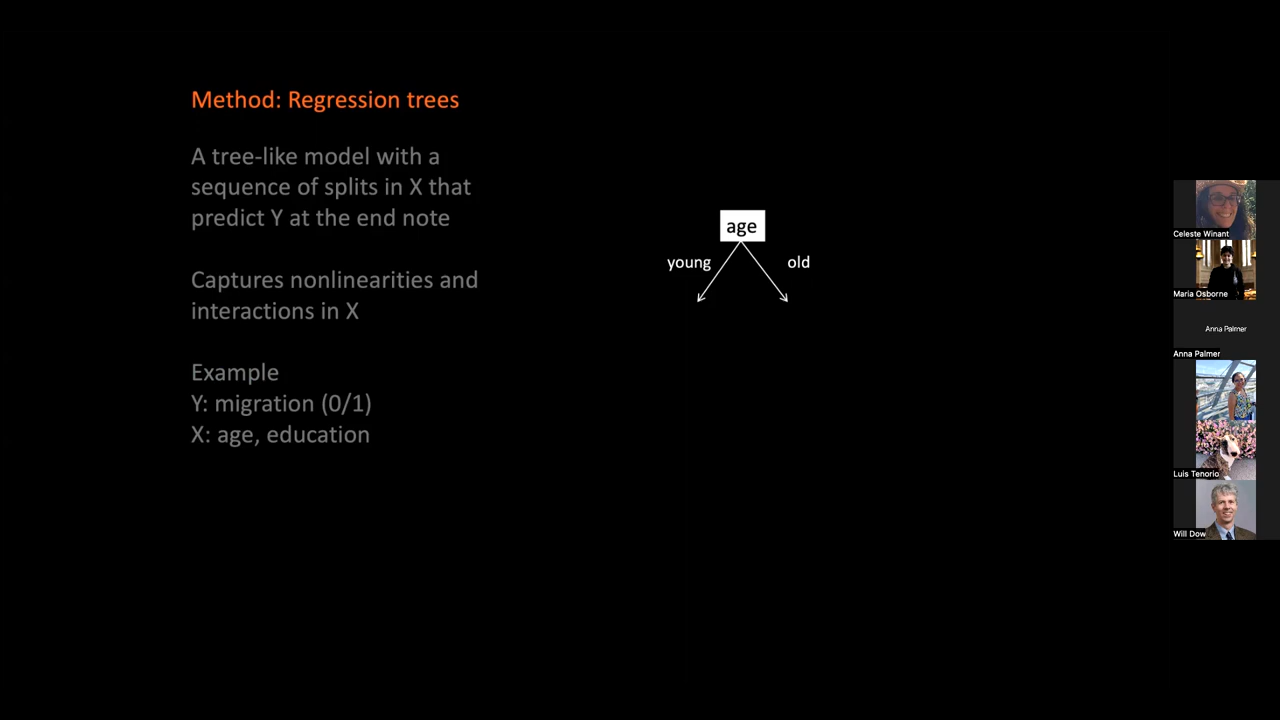 Method: Regression trees
A tree-like model with a
sequence of splits in X that
predict Y at the end note
Captures nonlinearities and
interactions in X
Example
Y: migration (0/1)
X: age, education
age
young
old
Celeste Winant
Maria Osborne
Anna Palmer
Anna Palmer
Luis Tenorio
Will Dow